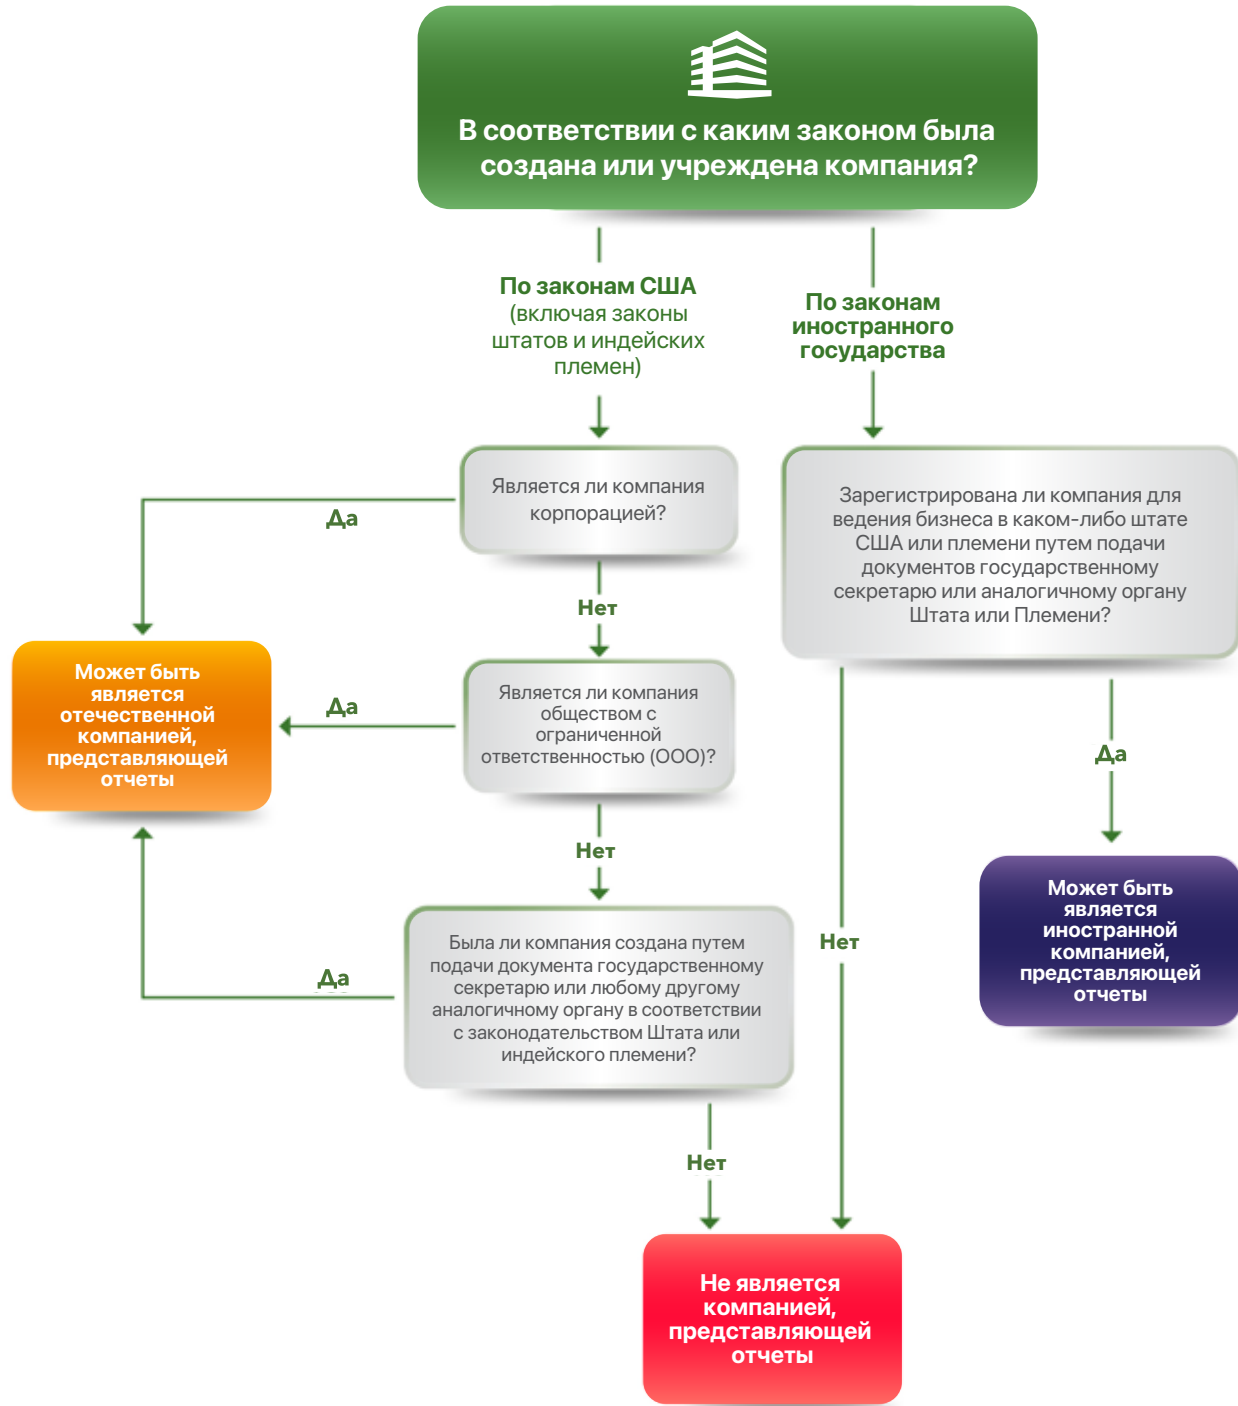 В соответствии с каким законом была
создана или учреждена компания?
По законам США
(включая законы
штатов и индейских
племен)
По законам
иностранного
государства
Является ли компания
корпорацией?
Да
Нет
Зарегистрирована ли компания для
ведения бизнеса в каком-либо штате
США или племени путем подачи
документов государственному
секретарю или аналогичному органу
Штата или Племени?
Может быть
является
отечественной
компанией,
представляющей
отчеты
Да
Является ли компания
обществом с
ограниченной
ответственностью (ООО)?
Да
Нет
Может быть
является
иностранной
компанией,
представляющей
отчеты
Была ли компания создана путем
подачи документа государственному
секретарю или любому другому
аналогичному органу в соответствии
с законодательством Штата или
индейского племени?
Да
Нет
Нет
Не является
компанией,
представляющей
отчеты